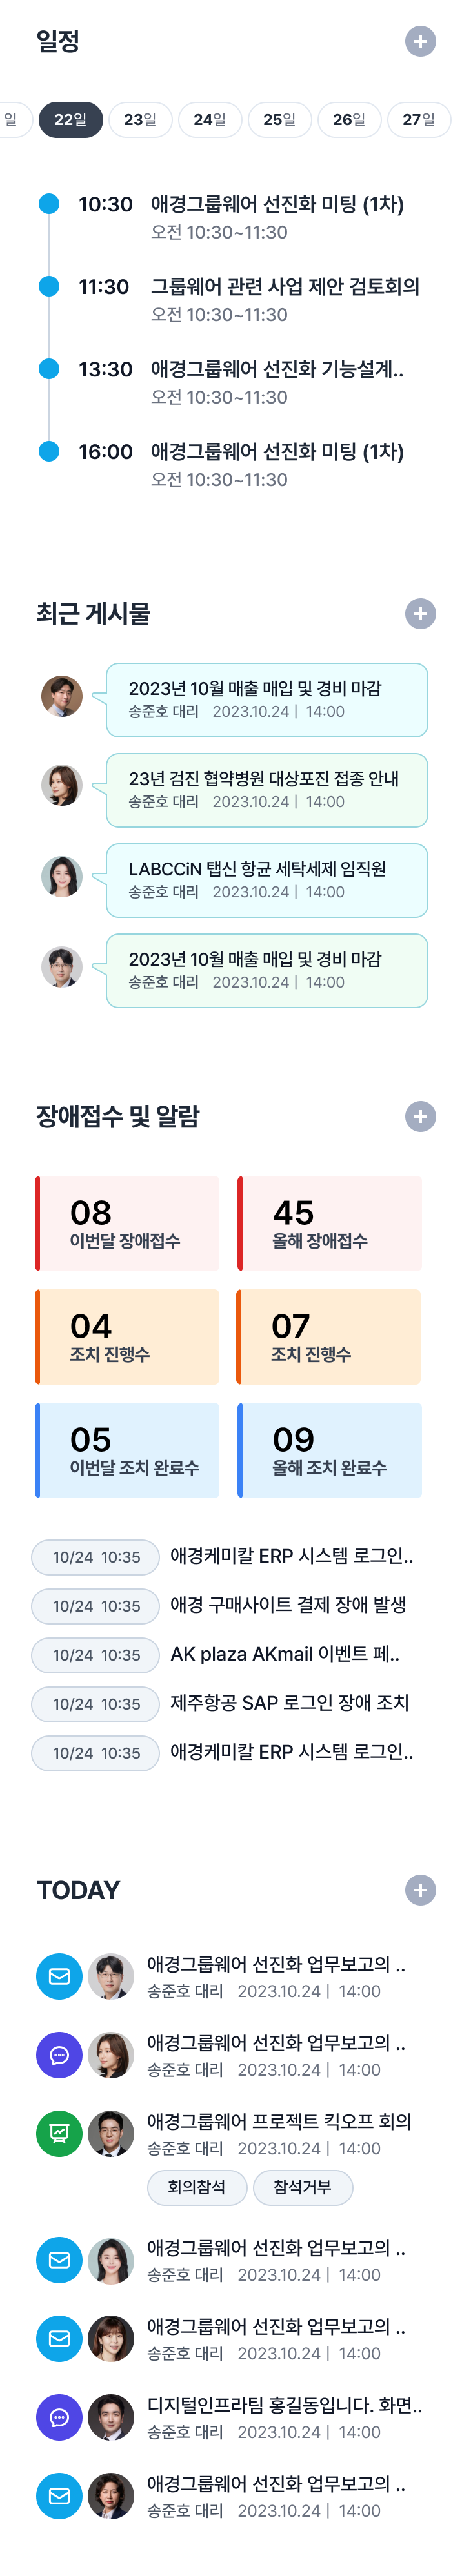 일정
일 22일 23일 24일 25일 26일 27일
10:30 애경그룹웨어 선진화 미팅 (1차)
오전 10:30~11:30
11:30 그룹웨어 관련 사업 제안 검토회의
오전 10:30~11:30
13:30 애경그룹웨어 선진화 기능설계..
오전 10:30~11:30
16:00 애경그룹웨어 선진화 미팅 (1차)
오전 10:30~11:30
최근 게시물
2023년 10월 매출 매입 및 경비 마감
송준호 대리 2023.10.24 | 14:00
23년 검진 협약병원 대상포진 접종 안내
송준호 대리 2023.10.24 | 14:00
LABCCiN 탭신 항균 세탁세제 임직원
송준호 대리 2023.10.24 | 14:00
2023년 10월 매출 매입 및 경비 마감
송준호 대리 2023.10.24 | 14:00
장애접수 및 알람
08 45
이번달 장애접수 올해 장애접수
04 07
조치 진행수 조치 진행수
05 09
이번달 조치 완료수 올해 조치 완료수
10/24 10:35 애경케미칼 ERP 시스템 로그인..
10/24 10:35 애경 구매사이트 결제 장애 발생
10/24 10:35 AK plaza AKmail 이벤트 페..
10/24 10:35 제주항공 SAP 로그인 장애 조치
10/24 10:35 애경케미칼 ERP 시스템 로그인..
TODAY
애경그룹웨어 선진화 업무보고의 ..
송준호 대리 2023.10.24 | 14:00
애경그룹웨어 선진화 업무보고의 ..
송준호 대리 2023.10.24 | 14:00
애경그룹웨어 프로젝트 킥오프 회의
송준호 대리 2023.10.24 | 14:00
회의참석 참석거부
애경그룹웨어 선진화 업무보고의 ..
송준호 대리 2023.10.24 | 14:00
애경그룹웨어 선진화 업무보고의 ..
송준호 대리 2023.10.24 | 14:00
디지털인프라팀 홍길동입니다. 화면..
송준호 대리 2023.10.24 | 14:00
애경그룹웨어 선진화 업무보고의 ..
송준호 대리 2023.10.24 | 14:00